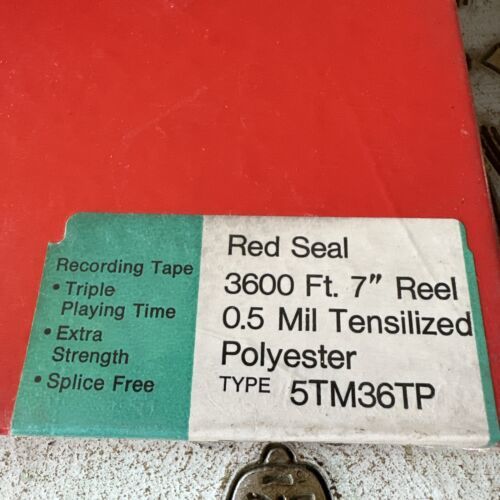 Recording Tape
• Triple
Playing Time
• Extra
Strength
• Splice Free
Red Seal
3600 Ft. 7" Reel
0.5 Mil Tensilized
Polyester
TYPE 5TM36TP